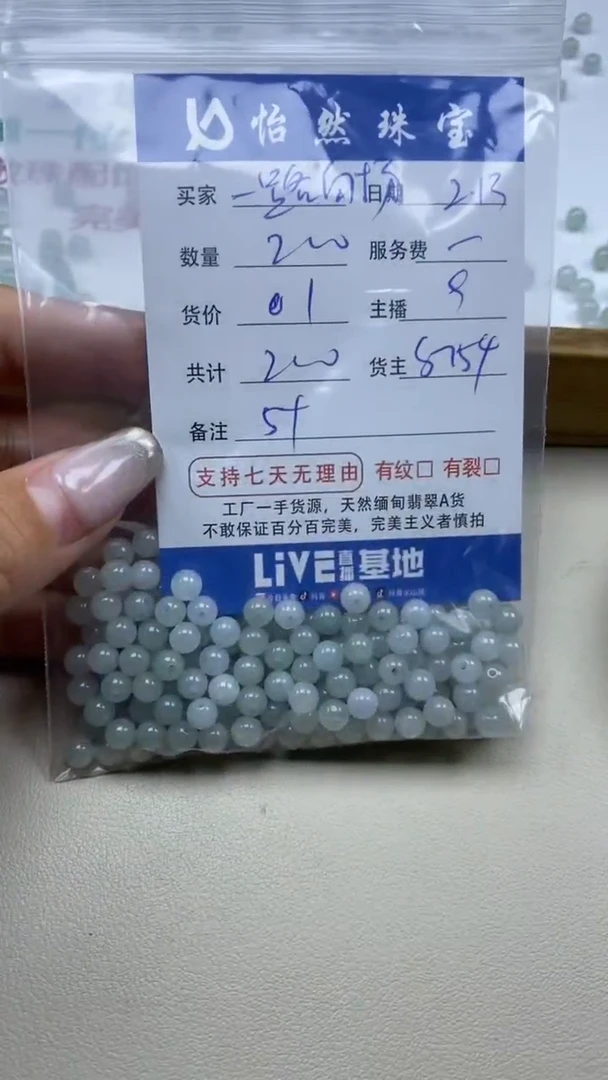 怡然珠宝
买家 日期 2.13
数量 200 服务费 一
货价 01 主播 9
共计 200 货主 8754
备注 5十
支持七天无理由 有纹□ 有裂□
工厂一手货源，天然缅甸翡翠A货
不敢保证百分百完美，完美主义者慎拍
LIVE直播基地